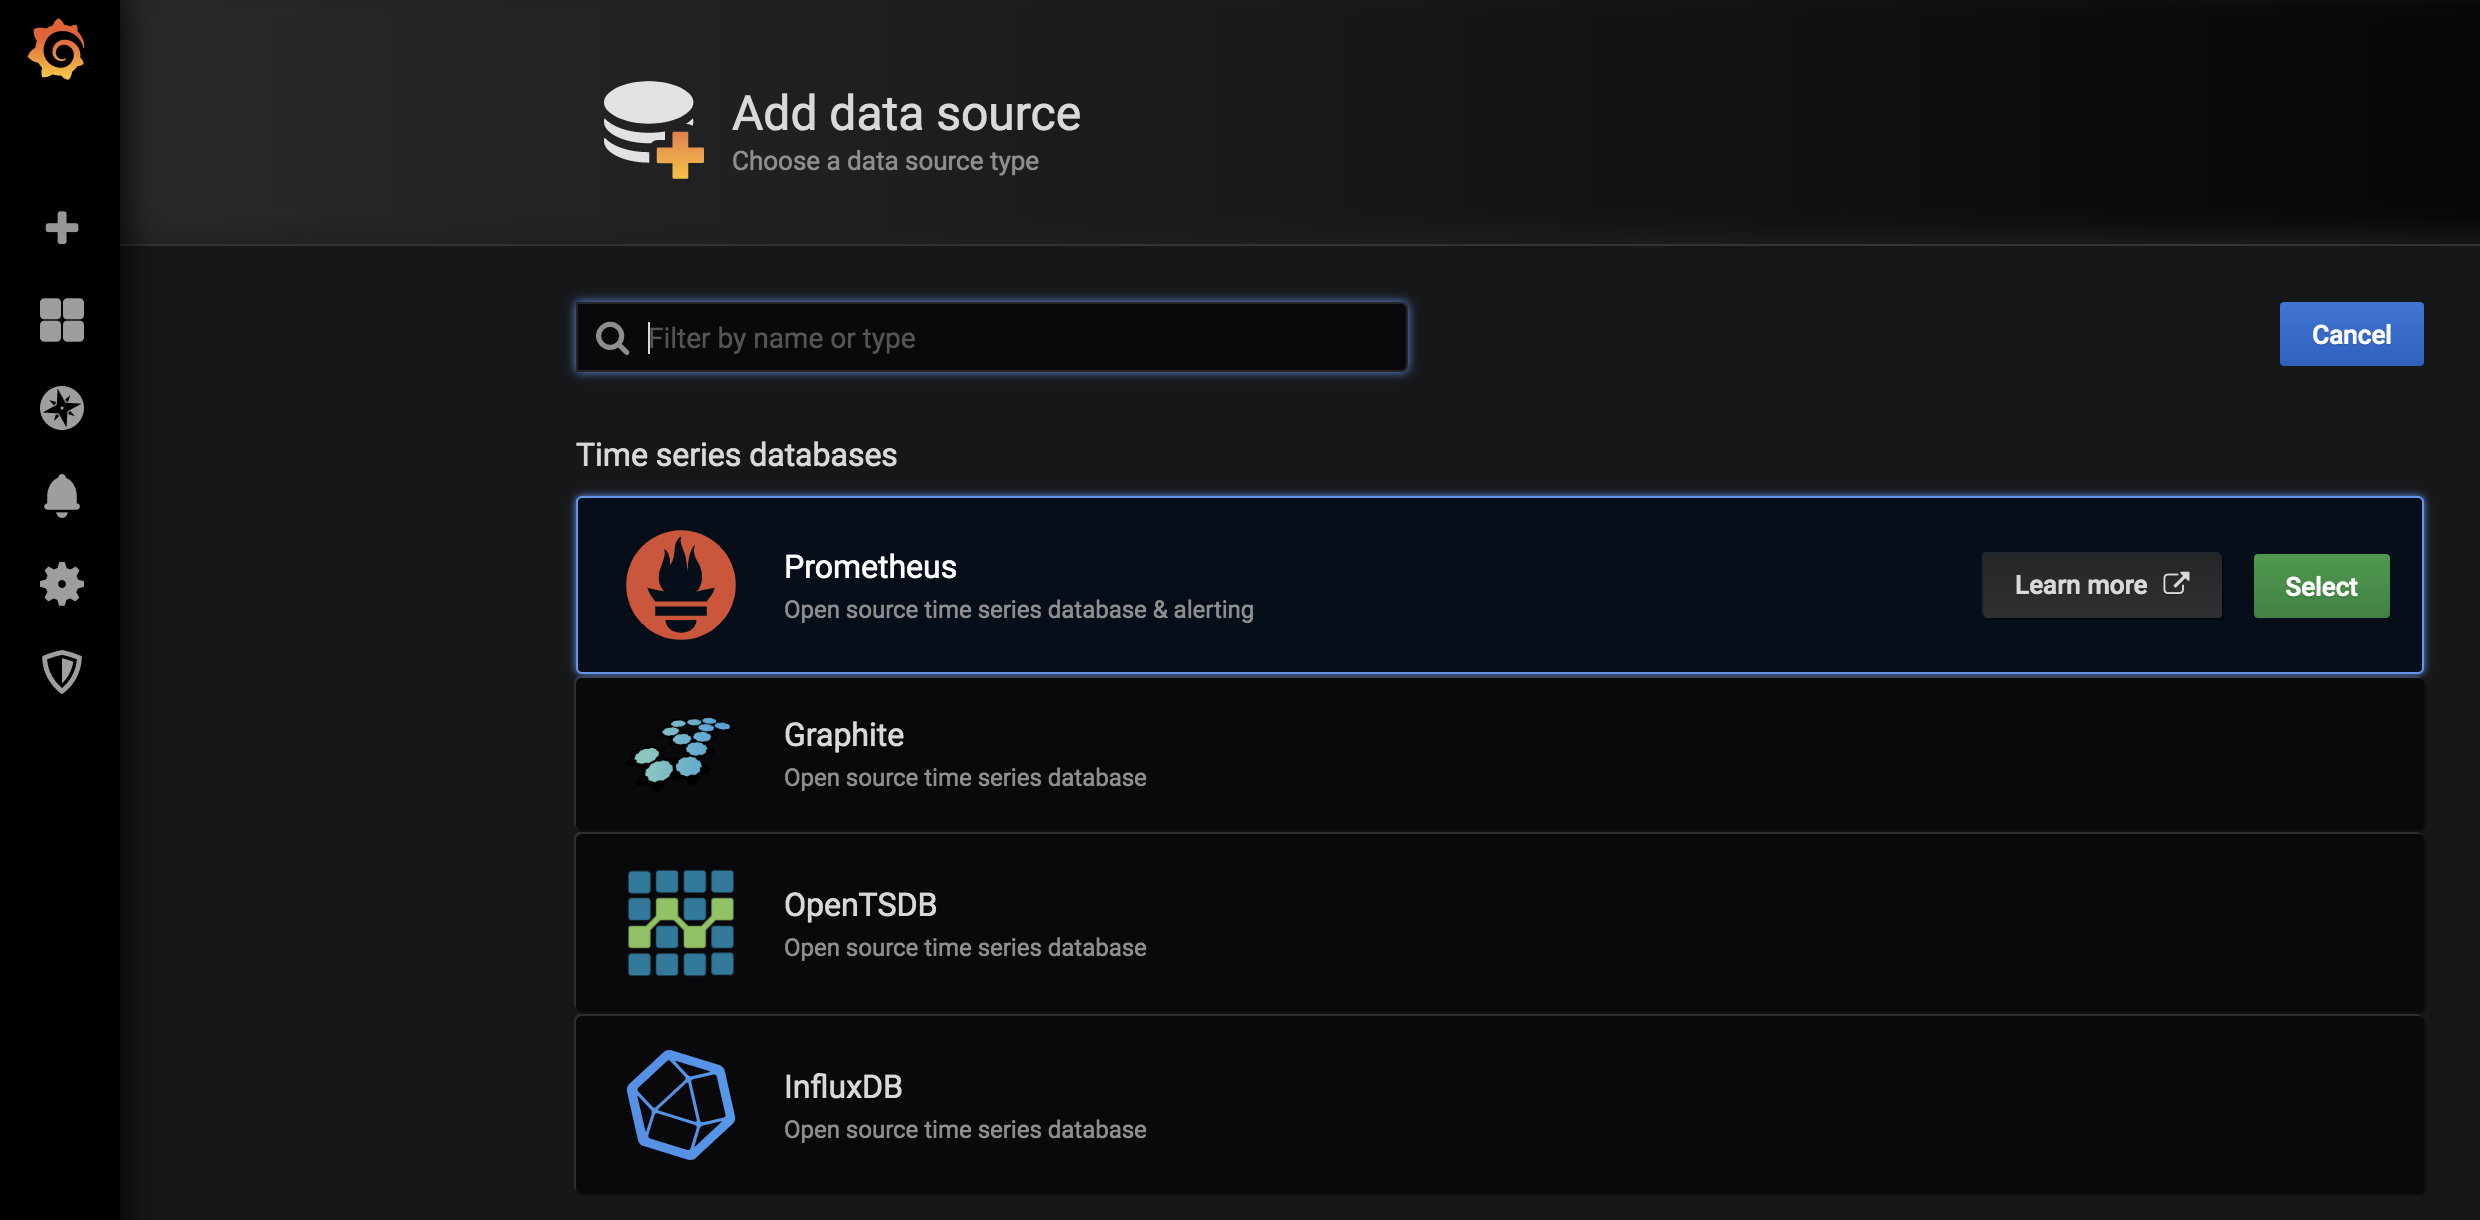 Add data source
Choose a data source type
Filter by name or type
Cancel
Time series databases
Prometheus
Open source time series database & alerting
Learn more
Select
Graphite
Open source time series database
OpenTSDB
Open source time series database
InfluxDB
Open source time series database